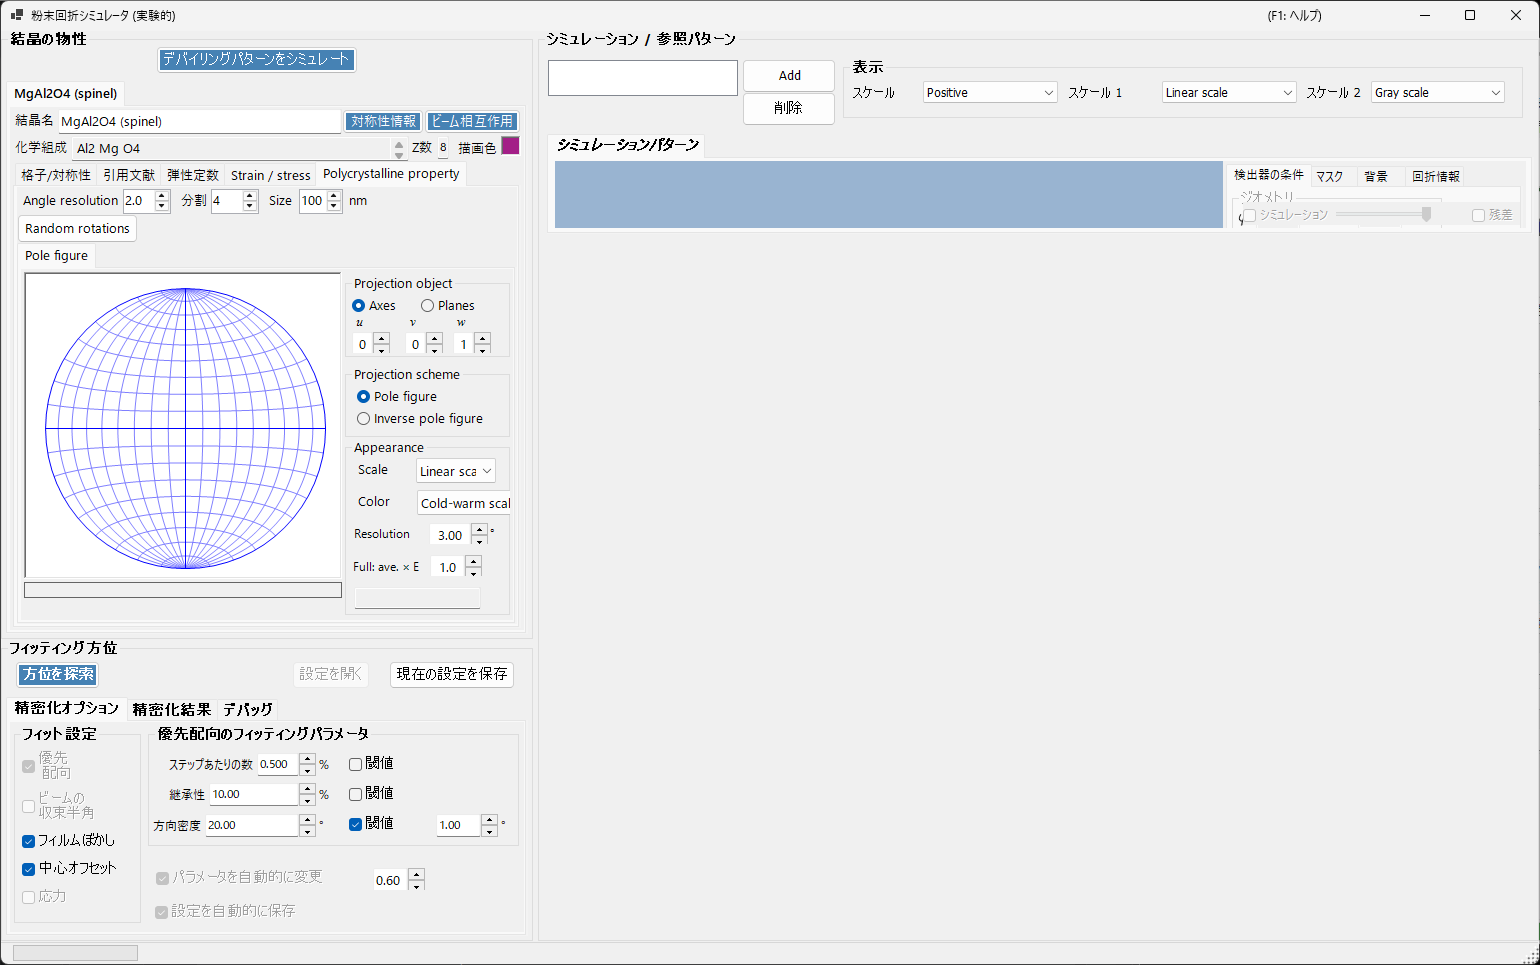 粉末回折シミュレータ (実験的)
(F1: ヘルプ)
結晶の物性
デバイリングパターンをシミュレート
MgAl2O4 (spinel)
結晶名 MgAl2O4 (spinel) 対称性情報 ビーム相互作用
化学組成 Al2 Mg O4 Z数 8 描画色
格子/対称性 引用文献 弾性定数 Strain / stress Polycrystalline property
Angle resolution 2.0 分割 4 Size 100 nm
Random rotations
Pole figure
Projection object
Axes Planes
u v w
0 0 1
Projection scheme
Pole figure
Inverse pole figure
Appearance
Scale Linear sca
Color Cold-warm scal
Resolution 3.00 °
Full: ave. × E 1.0
フィッティング方位
方位を探索 設定を開く 現在の設定を保存
精密化オプション 精密化結果 デバッグ
フィット設定
優先
配向
ビームの
収束半角
フィルムぼかし
中心オフセット
応力
優先配向のフィッティングパラメータ
ステップあたりの数 0.500 % 閾値
継承性 10.00 % 閾値
方向密度 20.00 ° 閾値 1.00 °
パラメータを自動的に変更 0.60
設定を自動的に保存
シミュレーション / 参照パターン
Add
削除
表示
スケール Positive スケール 1 Linear scale スケール 2 Gray scale
シミュレーションパターン
検出器の条件 マスク 背景 回折情報
ジオメトリ
シミュレーション 残差